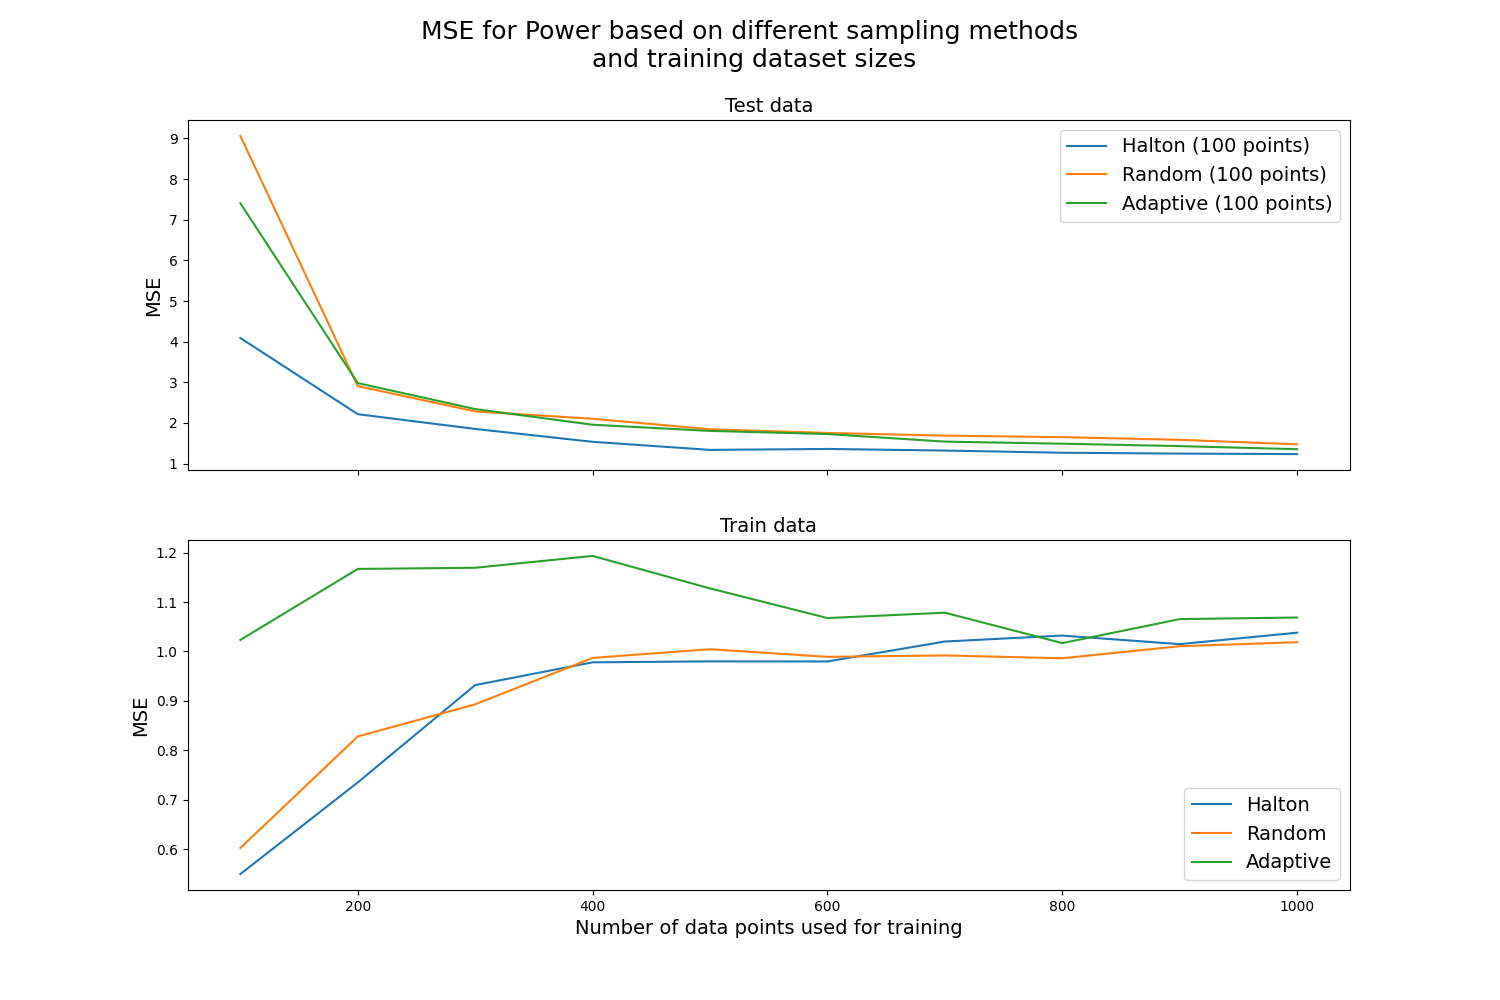 MSE for Power based on different sampling methods
and training dataset sizes
Test data
9
8
7
6
5
4
3
2
1
MSE
Halton (100 points)
Random (100 points)
Adaptive (100 points)
Train data
1.2
1.1
1.0
0.9
0.8
0.7
0.6
MSE
Halton
Random
Adaptive
200 400 600 800 1000
Number of data points used for training